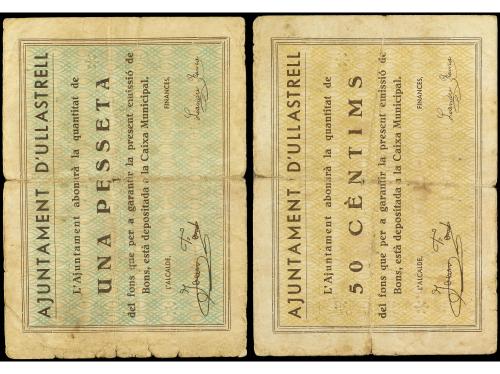 AJUNTAMENT D'ULLASTRELL
L'Ajuntament abonarà la quantitat de
UNA PESSETA
del fons que per a garantir la present emissió de
Bons, està depositada a la Caixa Municipal.
L'ALCALDE, FINANCES,
AJUNTAMENT D'ULLASTRELL
L'Ajuntament abonarà la quantitat de
50 CÈNTIMS
del fons que per a garantir la present emissió de
Bons, està depositada a la Caixa Municipal.
L'ALCALDE, FINANCES,